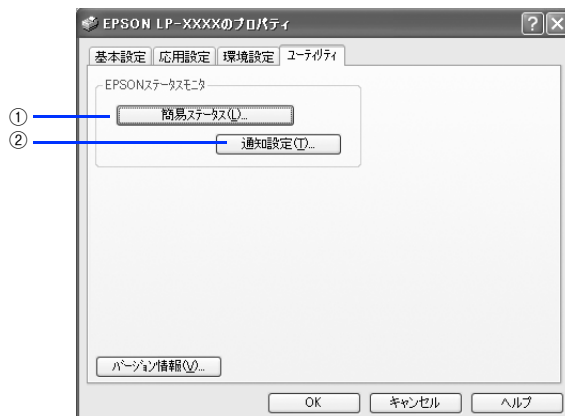 EPSON LP-XXXXのプロパティ
基本設定 応用設定 環境設定 ユーティリティ
EPSONステータスモニタ
① 簡易ステータス(L)...
② 通知設定(T)...
バージョン情報(V)...
OK キャンセル ヘルプ